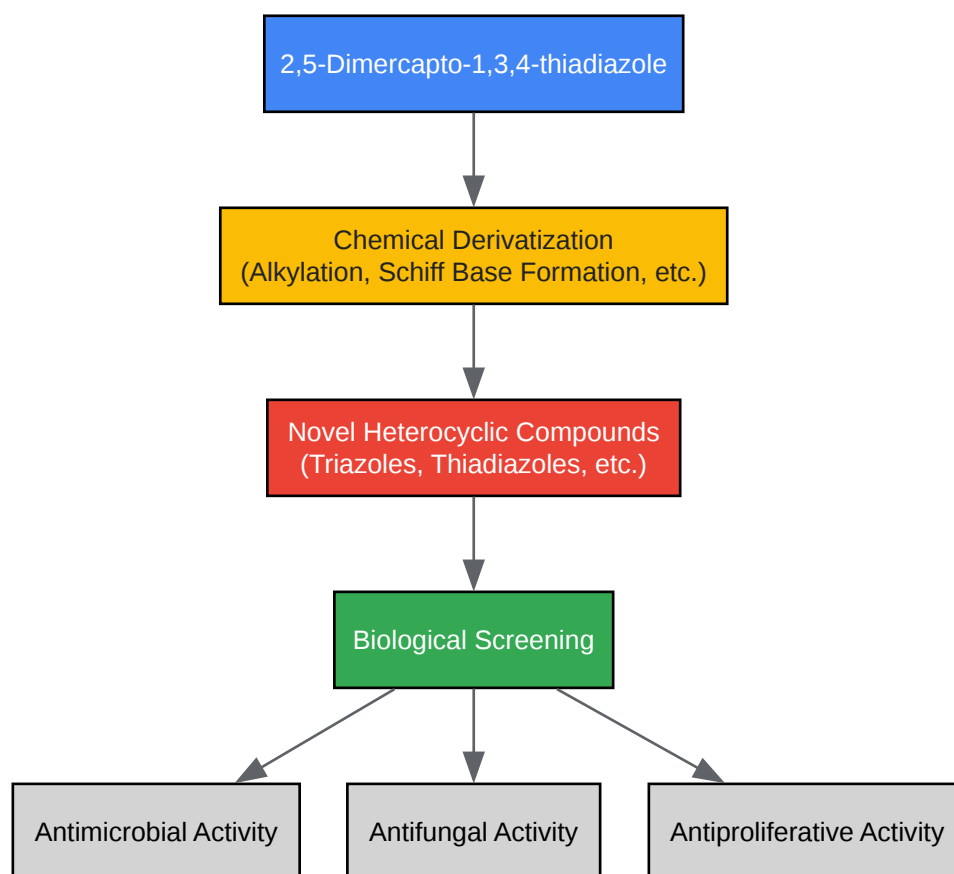 2,5-Dimercapto-1,3,4-thiadiazole
Chemical Derivatization
(Alkylation, Schiff Base Formation, etc.)
Novel Heterocyclic Compounds
(Triazoles, Thiadiazoles, etc.)
Biological Screening
Antimicrobial Activity
Antifungal Activity
Antiproliferative Activity